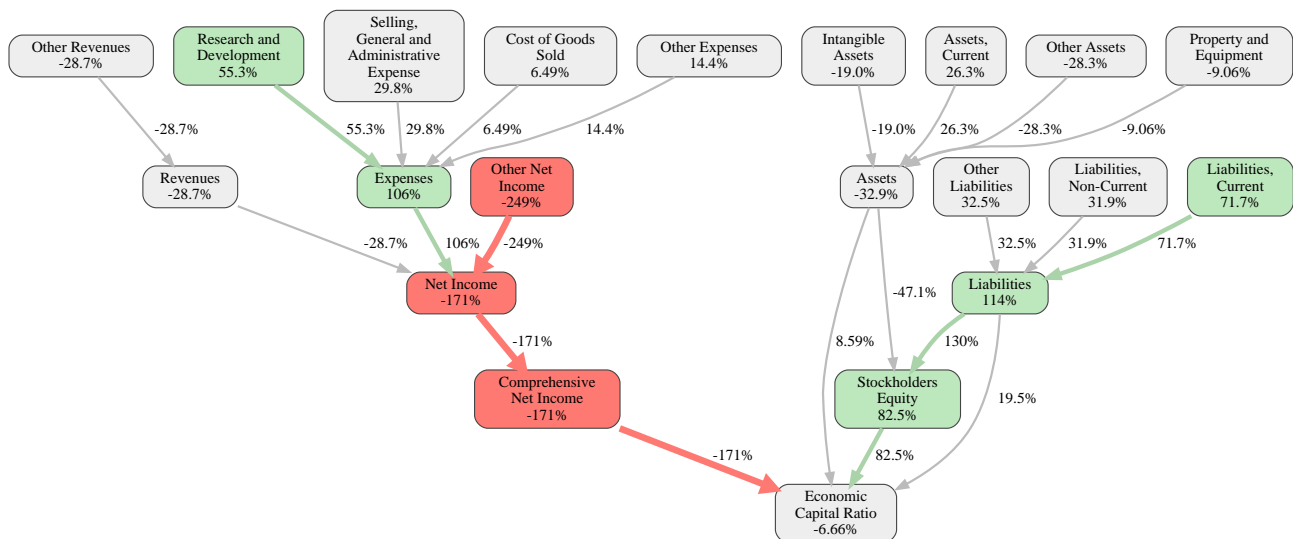 Other Revenues
-28.7%
Research and
Development
55.3%
Selling,
General and
Administrative
Expense
29.8%
Cost of Goods
Sold
6.49%
Other Expenses
14.4%
Intangible
Assets
-19.0%
Assets,
Current
26.3%
Other Assets
-28.3%
Property and
Equipment
-9.06%
-28.7%
55.3%
29.8%
6.49%
14.4%
-19.0%
26.3%
-28.3%
-9.06%
Revenues
-28.7%
Expenses
106%
Other Net
Income
-249%
Assets
-32.9%
Other
Liabilities
32.5%
Liabilities,
Non-Current
31.9%
Liabilities,
Current
71.7%
-28.7%
106%
-249%
32.5%
31.9%
71.7%
Net Income
-171%
-47.1%
Liabilities
114%
-171%
8.59%
130%
Comprehensive
Net Income
-171%
Stockholders
Equity
82.5%
19.5%
-171%
82.5%
Economic
Capital Ratio
-6.66%